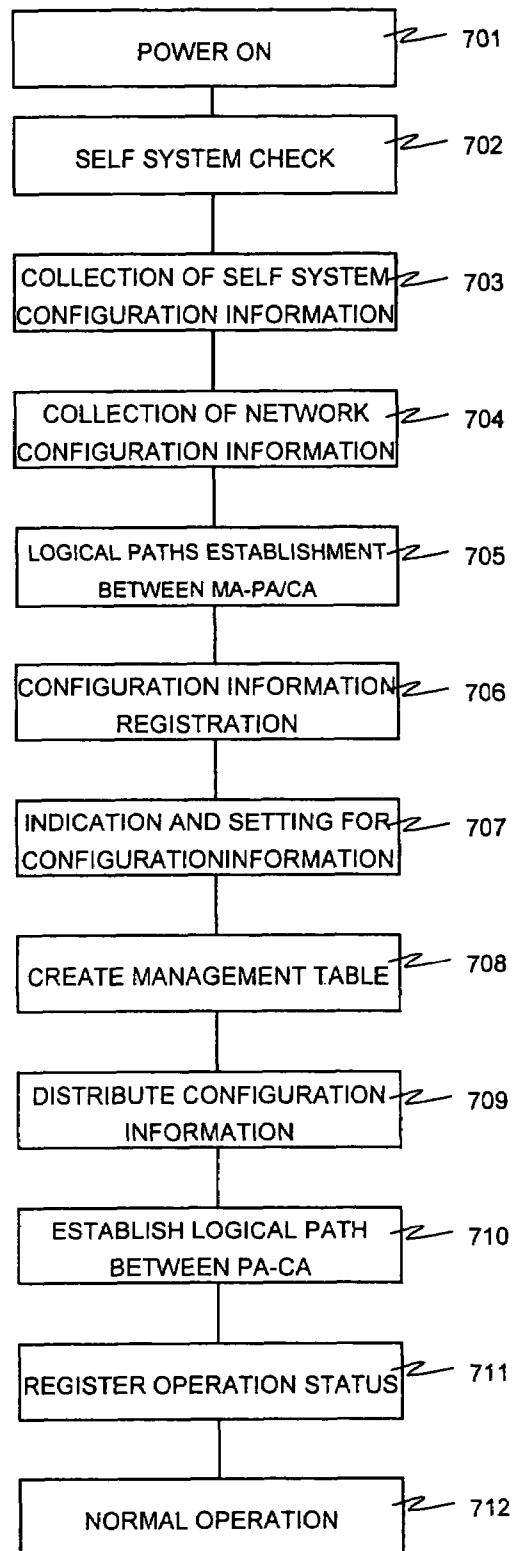 POWER ON
701
SELF SYSTEM CHECK
702
COLLECTION OF SELF SYSTEM
CONFIGURATION INFORMATION
703
COLLECTION OF NETWORK
CONFIGURATION INFORMATION
704
LOGICAL PATHS ESTABLISHMENT
BETWEEN MA-PA/CA
705
CONFIGURATION INFORMATION
REGISTRATION
706
INDICATION AND SETTING FOR
CONFIGURATIONINFORMATION
707
CREATE MANAGEMENT TABLE
708
DISTRIBUTE CONFIGURATION
INFORMATION
709
ESTABLISH LOGICAL PATH
BETWEEN PA-CA
710
REGISTER OPERATION STATUS
711
NORMAL OPERATION
712